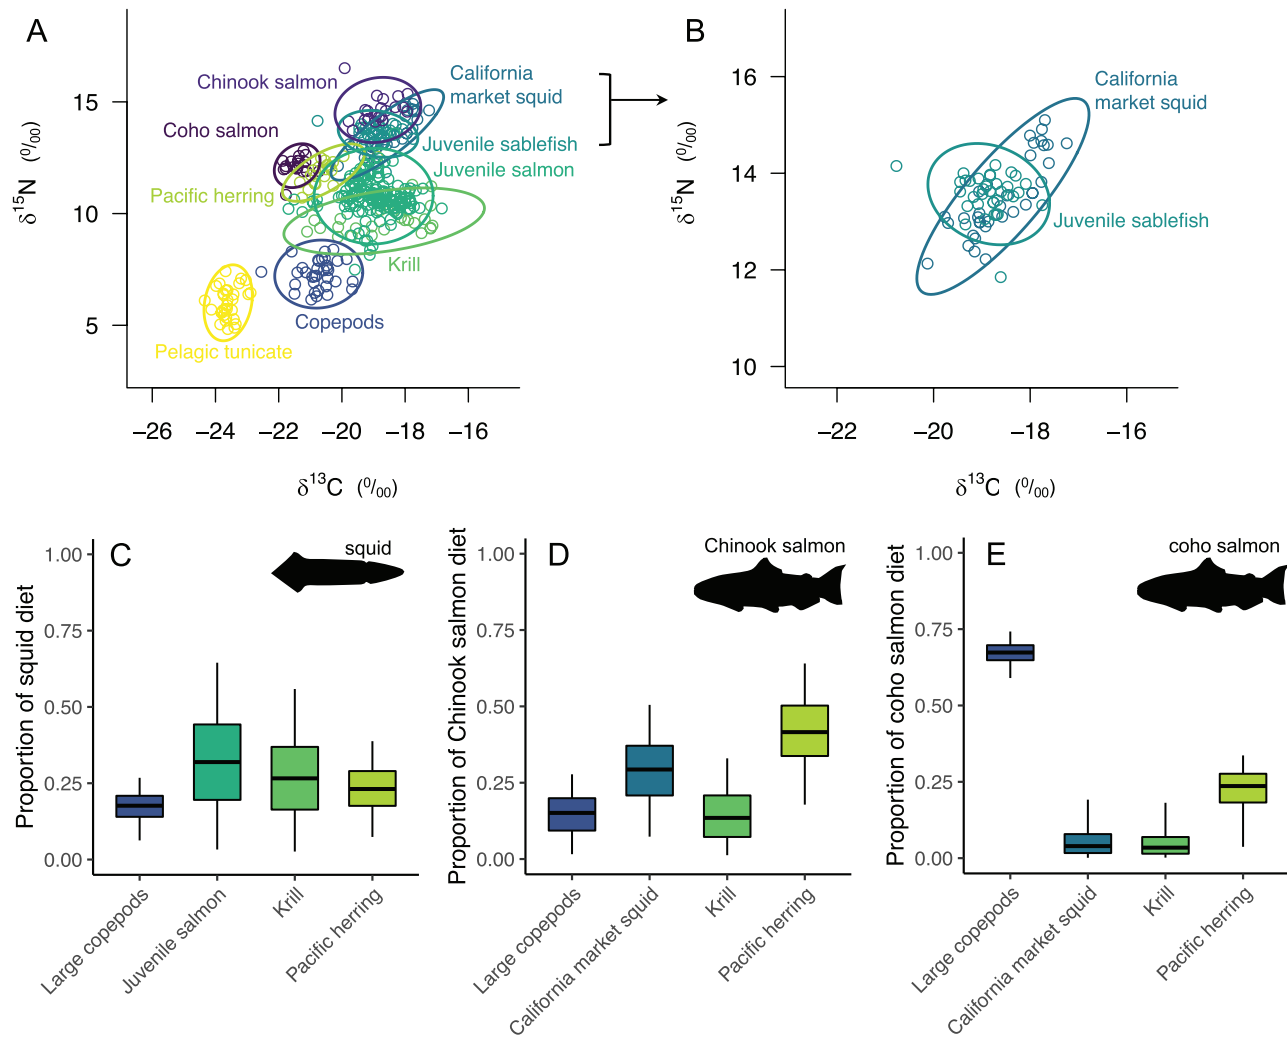 A
δ15N (0/00)
15
10
5
Chinook salmon
California
market squid
Coho salmon
Juvenile sablefish
Juvenile salmon
Pacific herring
Krill
Copepods
Pelagic tunicate
−26 −24 −22 −20 −18 −16
δ13C (0/00)
B
δ15N (0/00)
16
14
12
10
California
market squid
Juvenile sablefish
−22 −20 −18 −16
δ13C (0/00)
C
squid
Proportion of squid diet
1.00
0.75
0.50
0.25
0.00
Large copepods
Juvenile salmon
Krill
Pacific herring
D
Chinook salmon
Proportion of Chinook salmon diet
1.00
0.75
0.50
0.25
0.00
Large copepods
California market squid
Krill
Pacific herring
E
coho salmon
Proportion of coho salmon diet
1.00
0.75
0.50
0.25
0.00
Large copepods
California market squid
Krill
Pacific herring